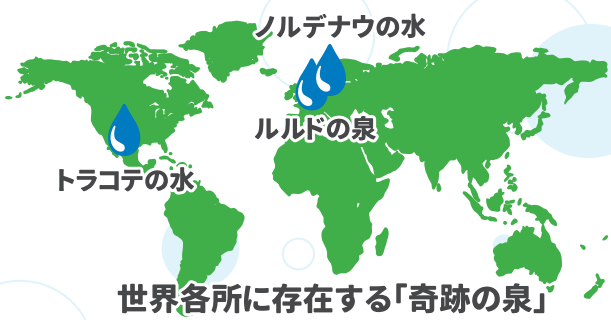 ノルデナウの水
ルルドの泉
トラコテの水
世界各所に存在する「奇跡の泉」